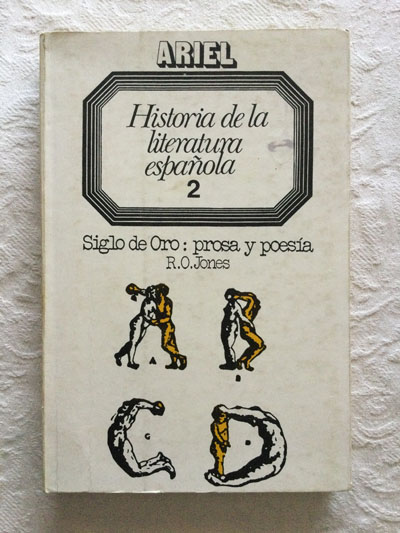 ARIEL
Historia de la
literatura
española
2
Siglo de Oro: prosa y poesía
R.O.Jones
A
B
C
D